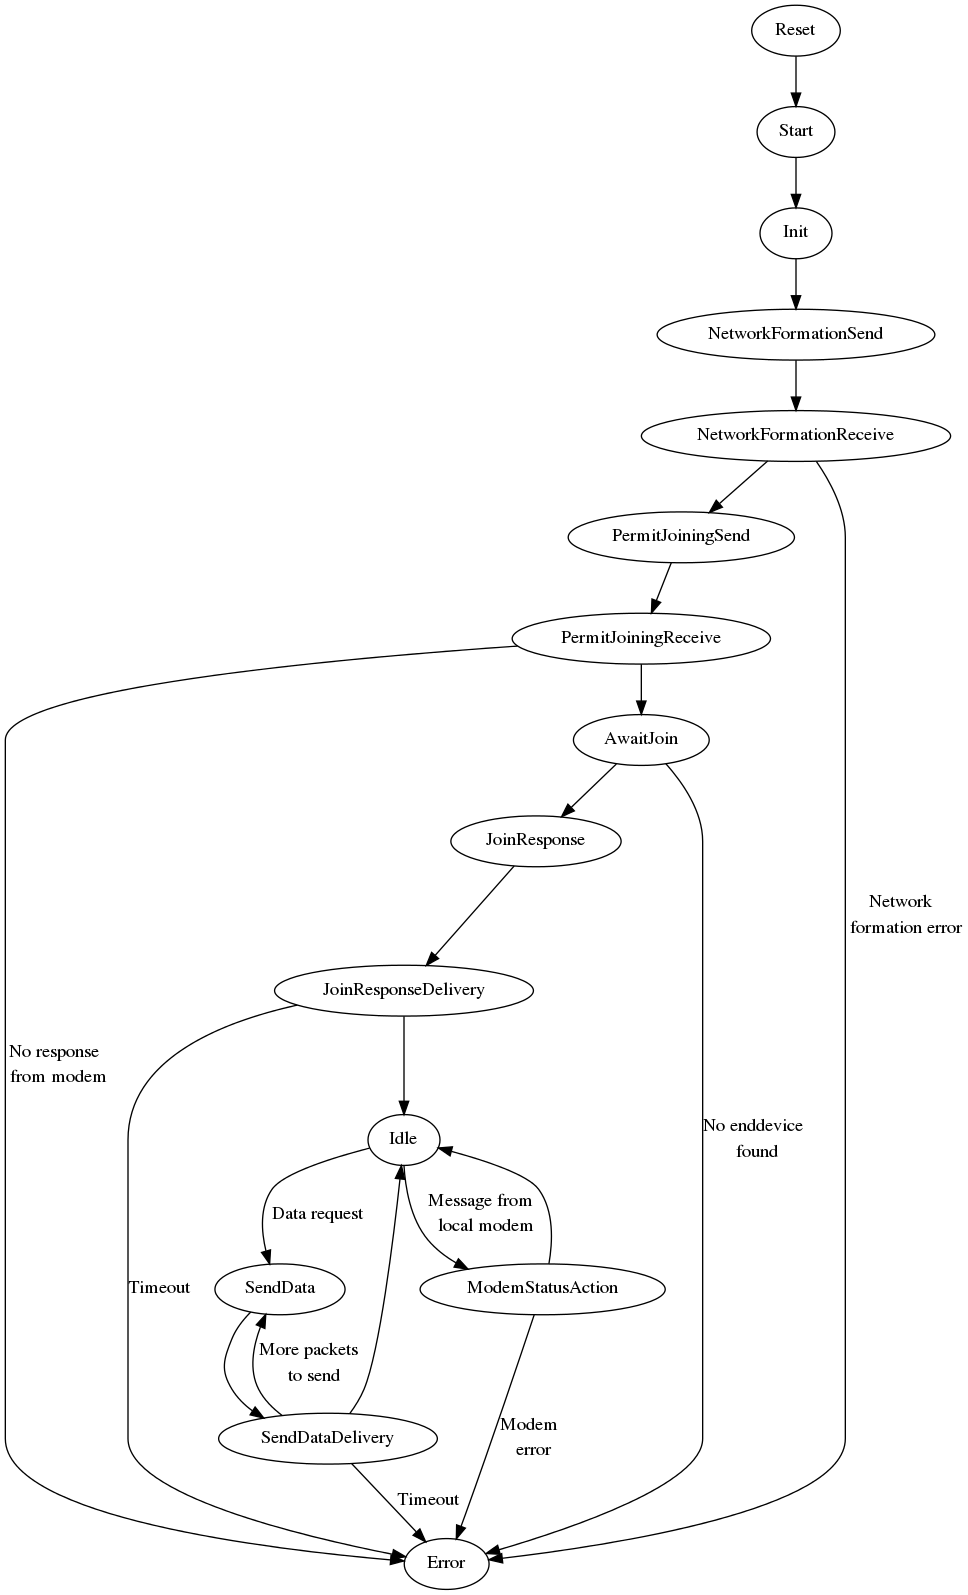 Reset
Start
Init
NetworkFormationSend
NetworkFormationReceive
PermitJoiningSend
PermitJoiningReceive
AwaitJoin
JoinResponse
Network
formation error
JoinResponseDelivery
No response
from modem
No enddevice
found
Idle
Message from
local modem
Data request
Timeout
SendData
ModemStatusAction
More packets
to send
Modem
error
SendDataDelivery
Timeout
Error